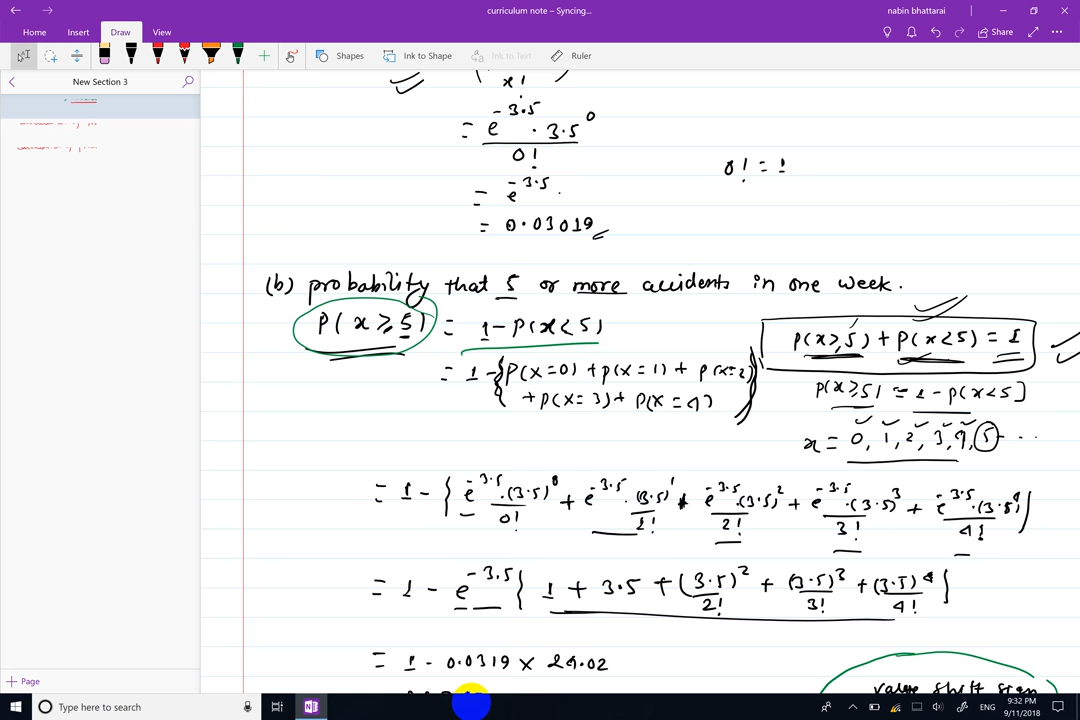 curriculum note – Syncing...
nabin bhattarai
Home Insert Draw View
Share
Shapes Ink to Shape Ink to Text Ruler
New Section 3
x!
= e^-3.5 · 3.5^0
0!
0! = 1
= e^-3.5
= 0.03019
(b) probability that 5 or more accidents in one week.
P(x≥5) = 1-P(x<5)
P(x≥5) + P(x<5) = 1
= 1-{P(x=0) + P(x=1) + P(x=2)
+P(x=3)+ P(x=4)}
P(x≥5) = 1-P(x<5)
x = 0, 1, 2, 3, 4, 5 ...
= 1 - { e^-3.5 · (3.5)^0 / 0! + e^-3.5 · (3.5)^1 / 1! + e^-3.5 · (3.5)^2 / 2! + e^-3.5 · (3.5)^3 / 3! + e^-3.5 · (3.5)^4 / 4! }
= 1 - e^-3.5 { 1 + 3.5 + (3.5)^2 / 2! + (3.5)^3 / 3! + (3.5)^4 / 4! }
= 1 - 0.0319 × 24.02
value shift sign
+ Page
Type here to search
ENG
9:32 PM
9/11/2018